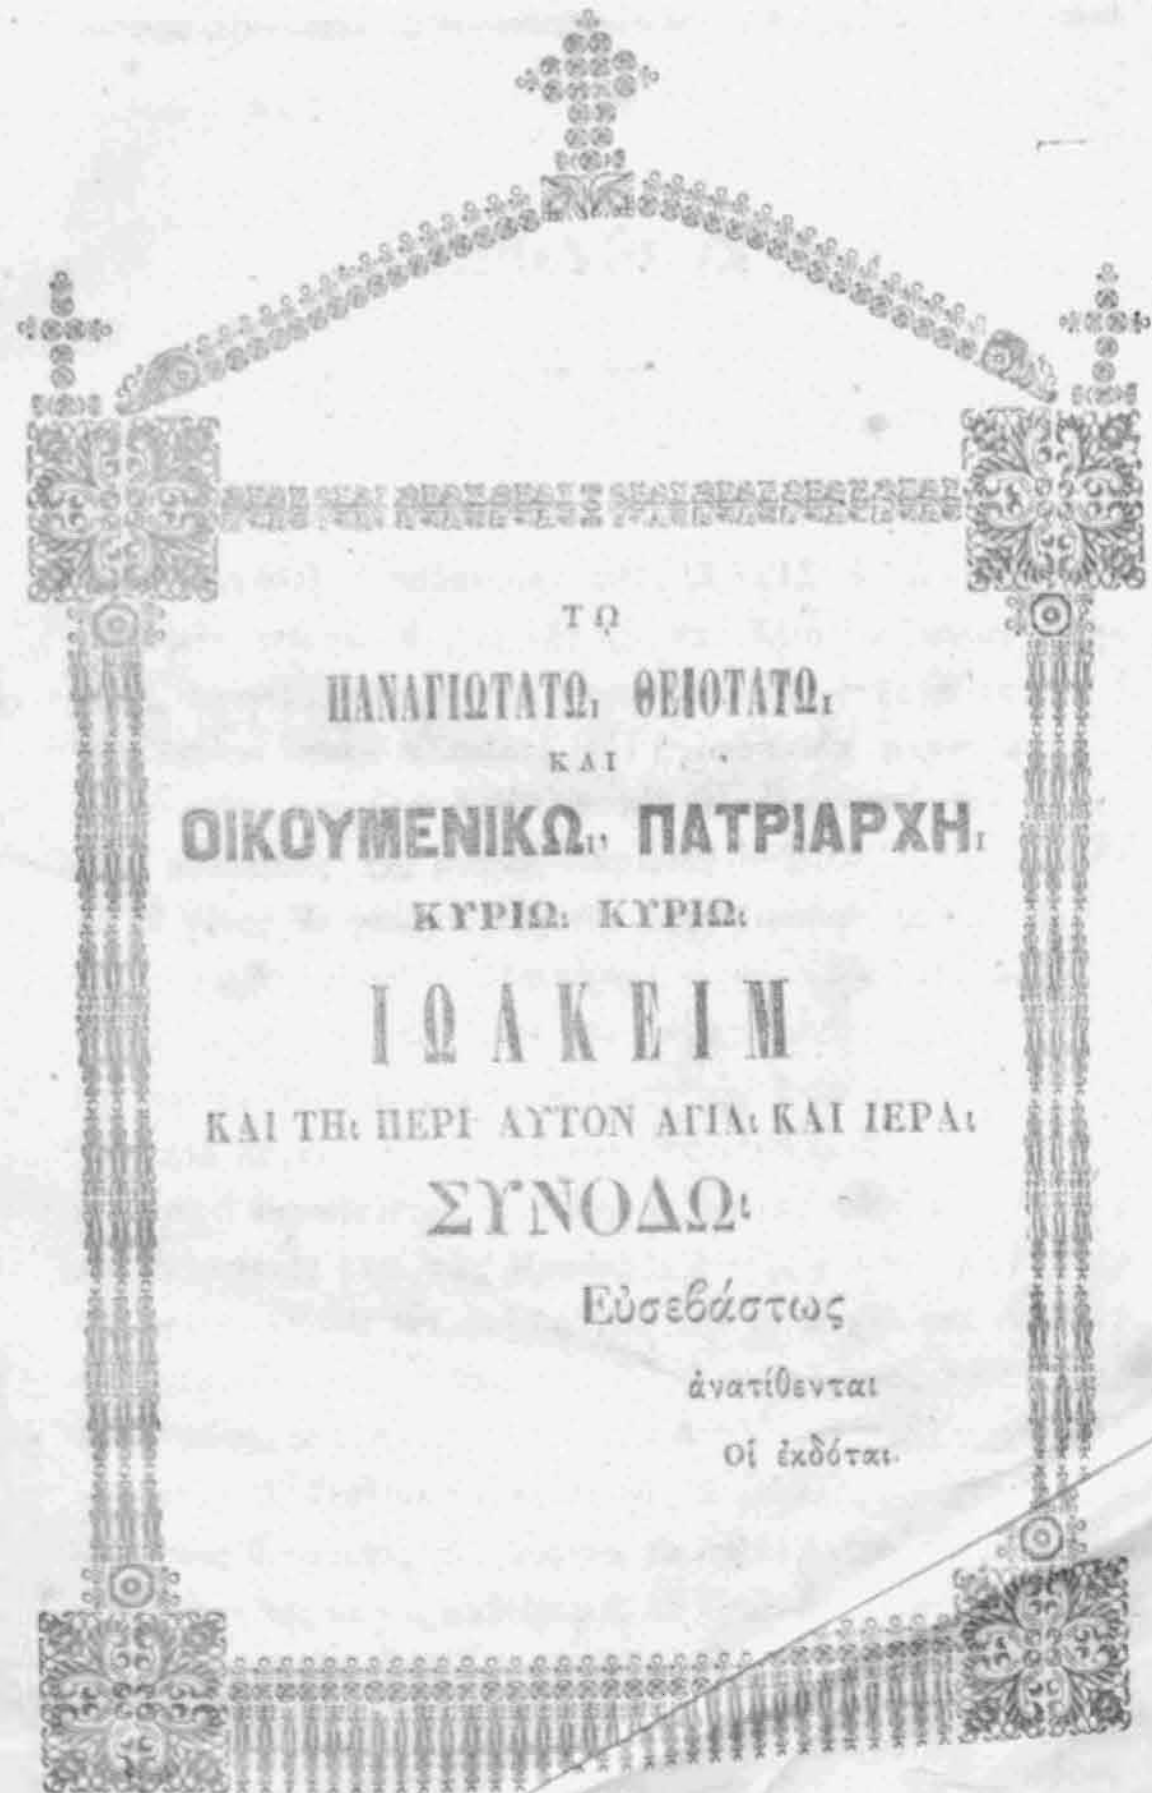 Τῼ
ΠΑΝΑΓΙΩΤΑΤΩι ΘΕΙΟΤΑΤΩι
ΚΑΙ
ΟΙΚΟΥΜΕΝΙΚΩι, ΠΑΤΡΙΑΡΧΗι
ΚΥΡΙΩι ΚΥΡΙΩι
ΙΩΑΚΕΙΜ
ΚΑΙ ΤΗι ΠΕΡΙ ΑΥΤΟΝ ΑΓΙΑι ΚΑΙ ΙΕΡΑι
ΣΥΝΟΔΩι
Εὐσεβάστως
ἀνατίθενται
Οἱ ἐκδόται.